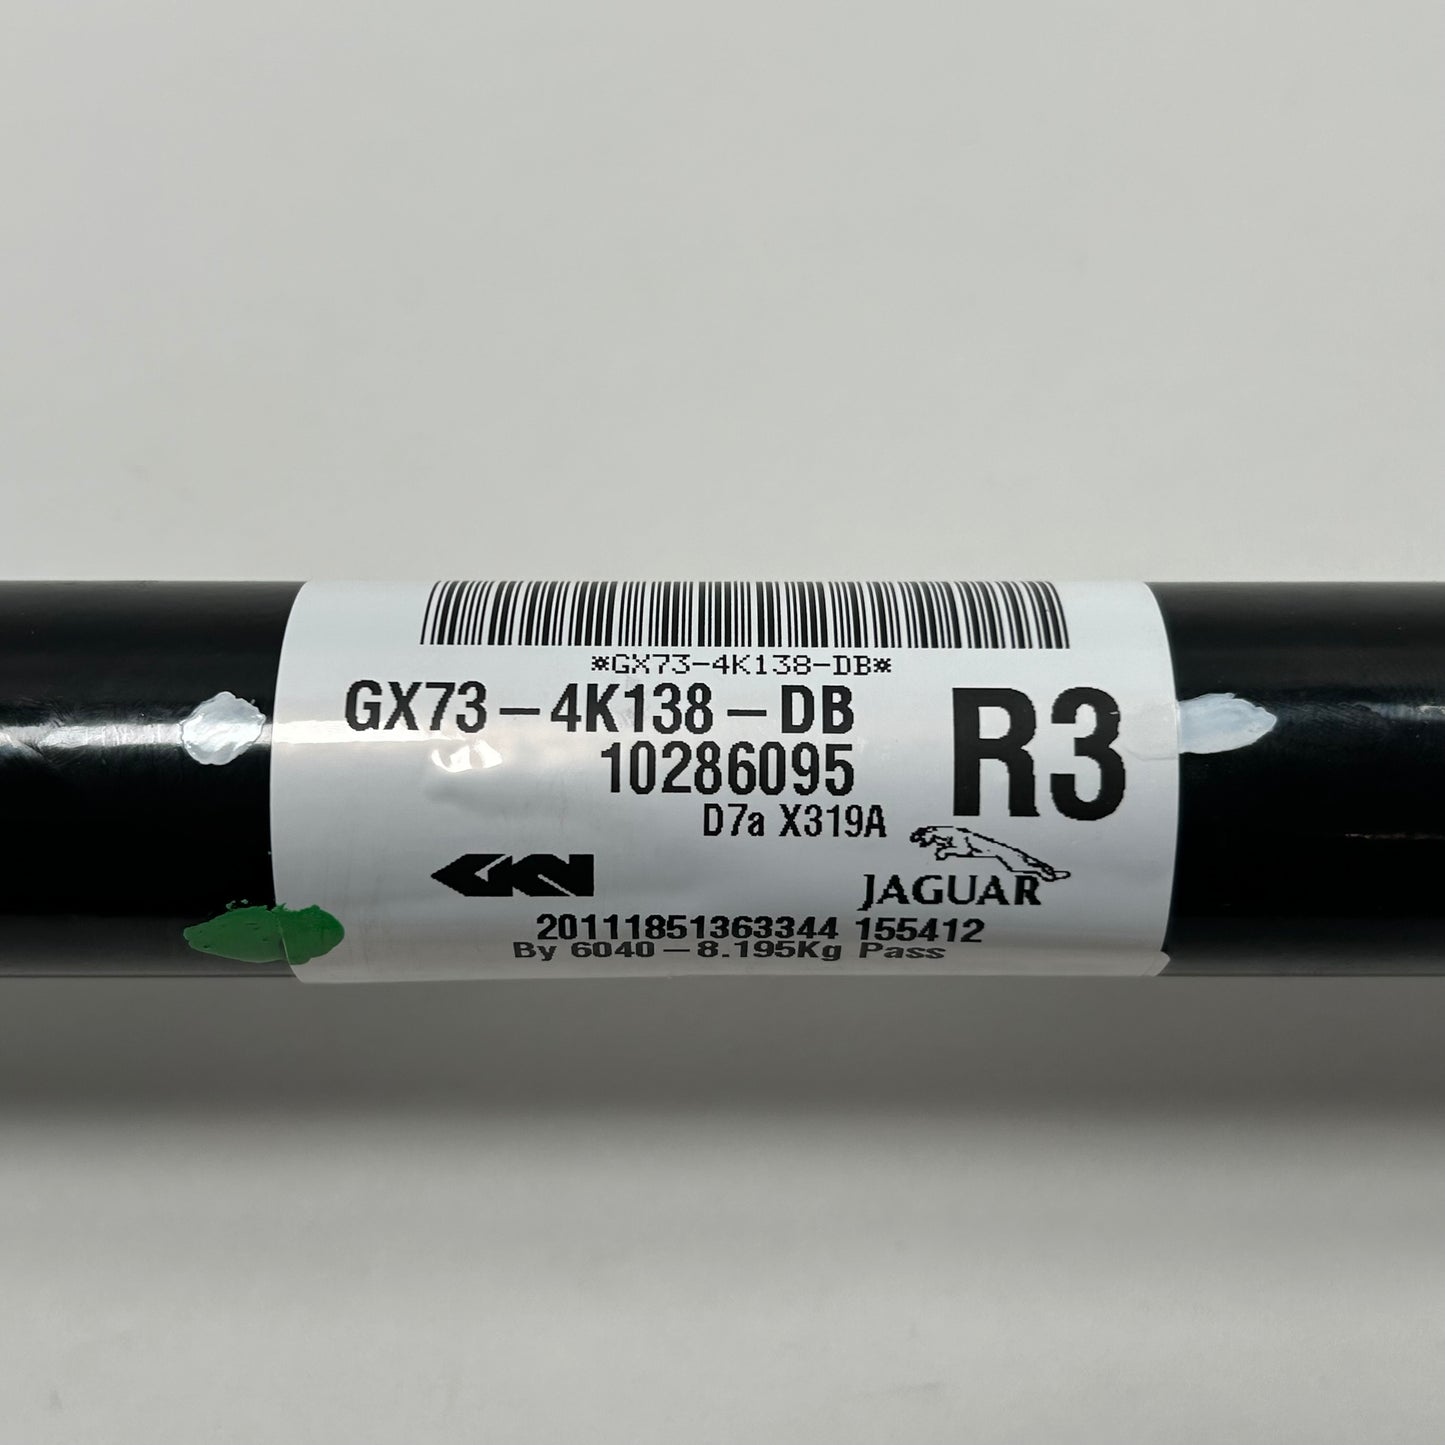 *GX73-4K138-DB*
GX73-4K138-DB
R3
10286095
D7a X319A
GKN
JAGUAR
20111851363344 155412
By 6040-8.195Kg Pass